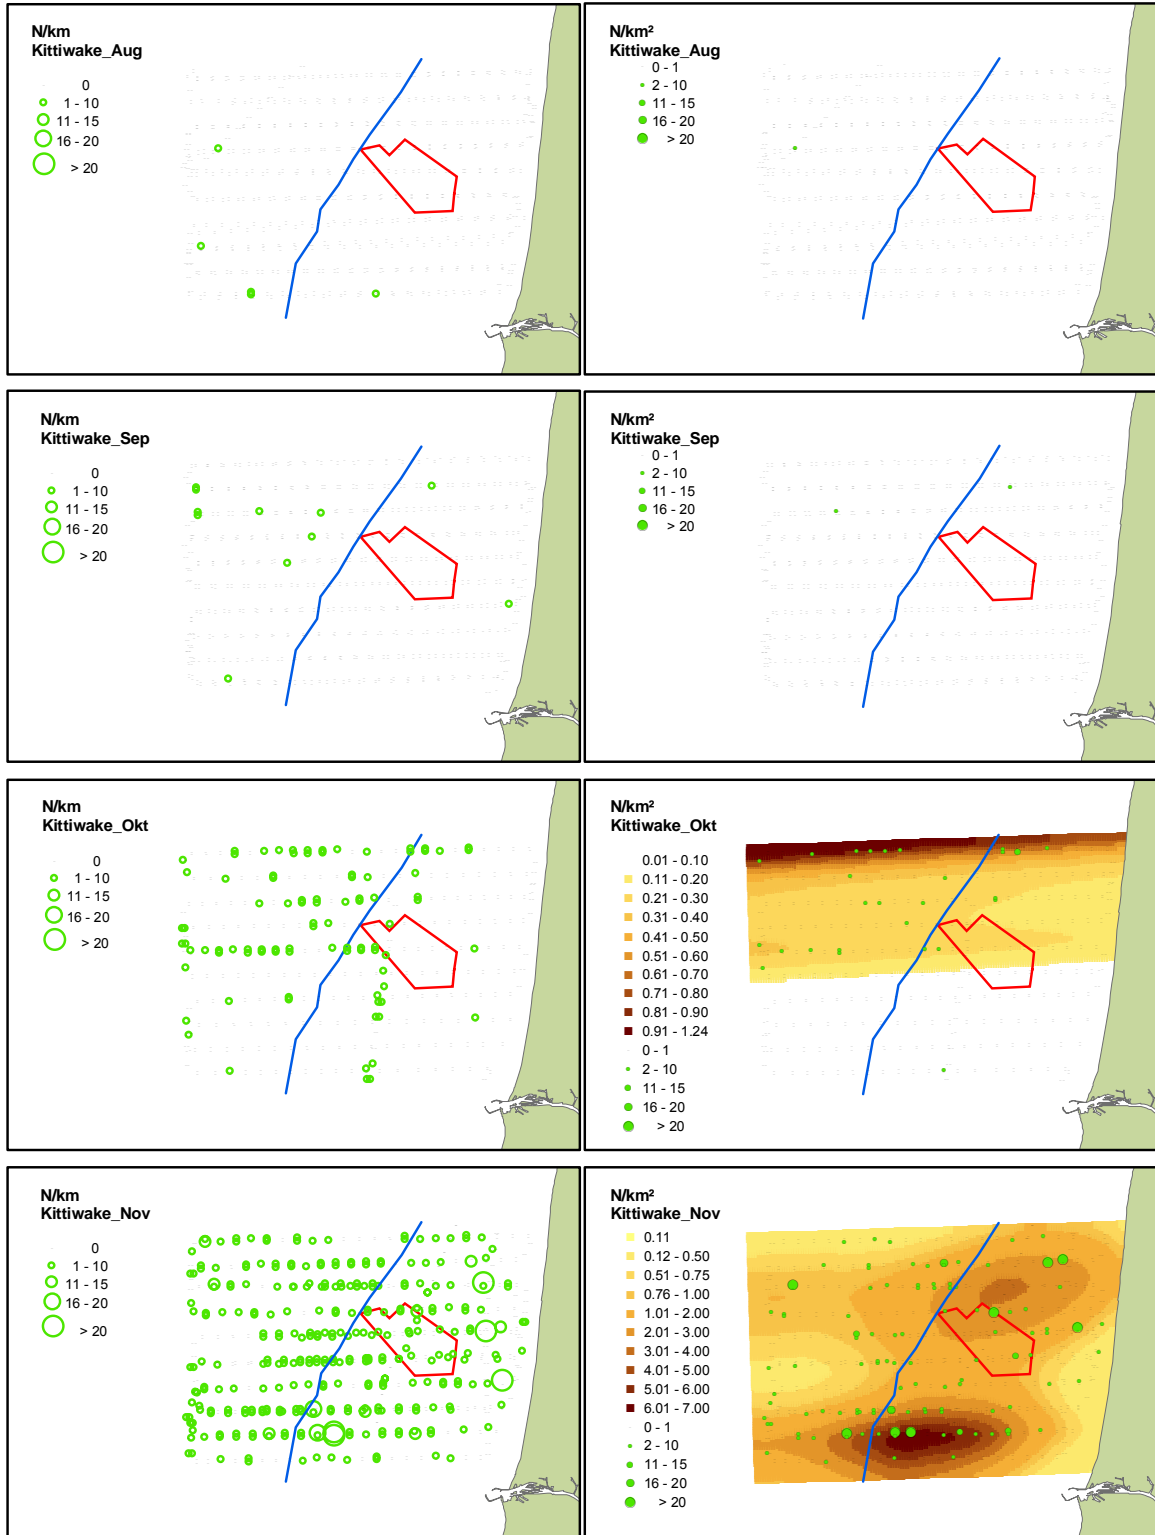 N/km
Kittiwake_Aug
0
1 - 10
11 - 15
16 - 20
> 20
N/km²
Kittiwake_Aug
0 - 1
2 - 10
11 - 15
16 - 20
> 20
N/km
Kittiwake_Sep
0
1 - 10
11 - 15
16 - 20
> 20
N/km²
Kittiwake_Sep
0 - 1
2 - 10
11 - 15
16 - 20
> 20
N/km
Kittiwake_Okt
0
1 - 10
11 - 15
16 - 20
> 20
N/km²
Kittiwake_Okt
0.01 - 0.10
0.11 - 0.20
0.21 - 0.30
0.31 - 0.40
0.41 - 0.50
0.51 - 0.60
0.61 - 0.70
0.71 - 0.80
0.81 - 0.90
0.91 - 1.24
0 - 1
2 - 10
11 - 15
16 - 20
> 20
N/km
Kittiwake_Nov
0
1 - 10
11 - 15
16 - 20
> 20
N/km²
Kittiwake_Nov
0.11
0.12 - 0.50
0.51 - 0.75
0.76 - 1.00
1.01 - 2.00
2.01 - 3.00
3.01 - 4.00
4.01 - 5.00
5.01 - 6.00
6.01 - 7.00
0 - 1
2 - 10
11 - 15
16 - 20
> 20